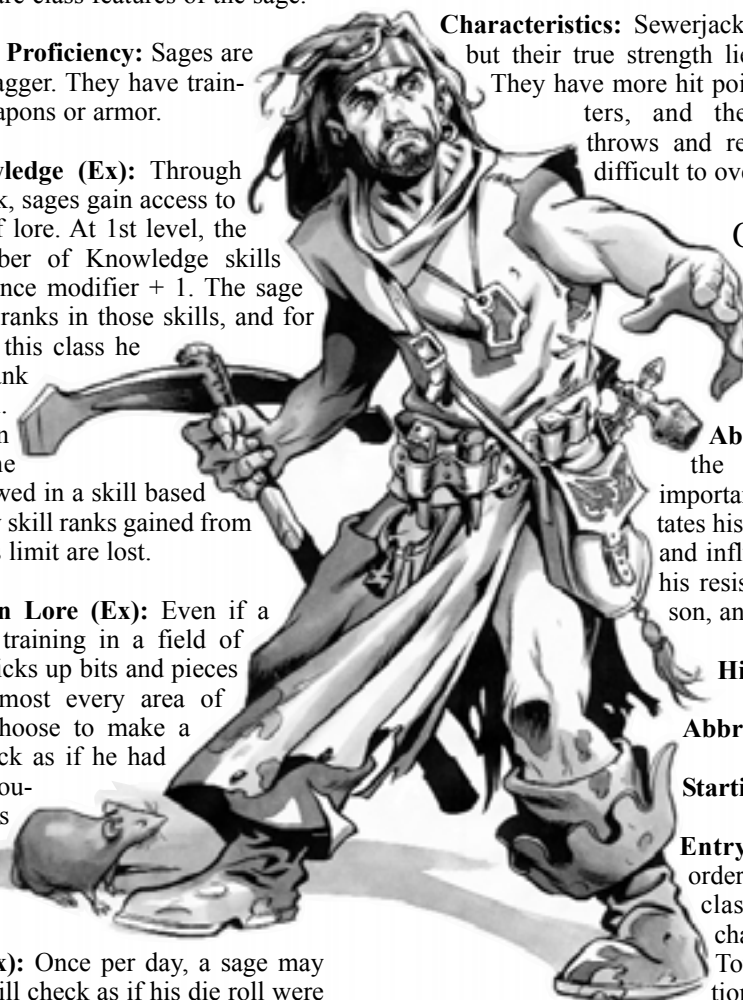 are class features of the sage.
Proficiency: Sages are
agger. They have train-
apons or armor.
wledge (Ex): Through
k, sages gain access to
f lore. At 1st level, the
ber of Knowledge skills
nce modifier + 1. The sage
ranks in those skills, and for
this class he
ank
.
n
he
wed in a skill based
skill ranks gained from
s limit are lost.
n Lore (Ex): Even if a
training in a field of
icks up bits and pieces
most every area of
hoose to make a
ck as if he had
ou-
s
x): Once per day, a sage may
ill check as if his die roll were
Characteristics: Sewerjack
but their true strength lie
They have more hit poi
ters, and the
throws and re
difficult to ove
(
Ab
the
importan
tates his
and infl
his resis
son, an
Hi
Abbr
Starti
Entry
order
clas
cha
To
tion